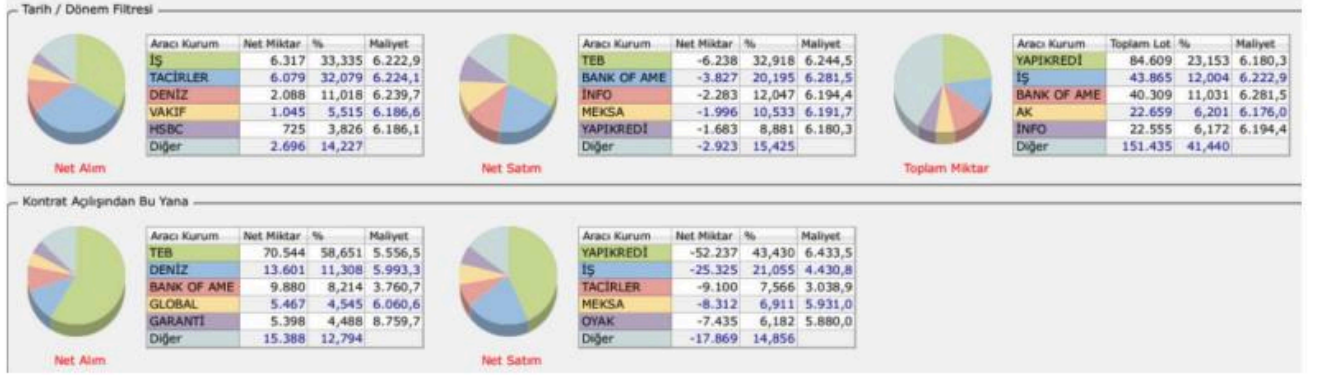 Tarih / Dönem Filtresi
Aracı Kurum Net Miktar % Maliyet
İŞ 6.317 33,335 6.222,9
TACİRLER 6.079 32,079 6.224,1
DENİZ 2.088 11,018 6.239,7
VAKIF 1.045 5,515 6.186,6
HSBC 725 3,826 6.186,1
Diğer 2.696 14,227
Net Alım
Aracı Kurum Net Miktar % Maliyet
TEB -6.238 32,918 6.244,5
BANK OF AME -3.827 20,195 6.281,5
İNFO -2.283 12,047 6.194,4
MEKSA -1.996 10,533 6.191,7
YAPIKREDİ -1.683 8,881 6.180,3
Diğer -2.923 15,425
Net Satım
Aracı Kurum Toplam Lot % Maliyet
YAPIKREDİ 84.609 23,153 6.180,3
İŞ 43.865 12,004 6.222,9
BANK OF AME 40.309 11,031 6.281,5
AK 22.659 6,201 6.176,0
İNFO 22.555 6,172 6.194,4
Diğer 151.435 41,440
Toplam Miktar
Kontrat Açılışından Bu Yana
Aracı Kurum Net Miktar % Maliyet
TEB 70.544 58,651 5.556,5
DENİZ 13.601 11,308 5.993,3
BANK OF AME 9.880 8,214 3.760,7
GLOBAL 5.467 4,545 6.060,6
GARANTİ 5.398 4,488 8.759,7
Diğer 15.388 12,794
Net Alım
Aracı Kurum Net Miktar % Maliyet
YAPIKREDİ -52.237 43,430 6.433,5
İŞ -25.325 21,055 4.430,8
TACİRLER -9.100 7,566 3.038,9
MEKSA -8.312 6,911 5.931,0
OYAK -7.435 6,182 5.880,0
Diğer -17.869 14,856
Net Satım